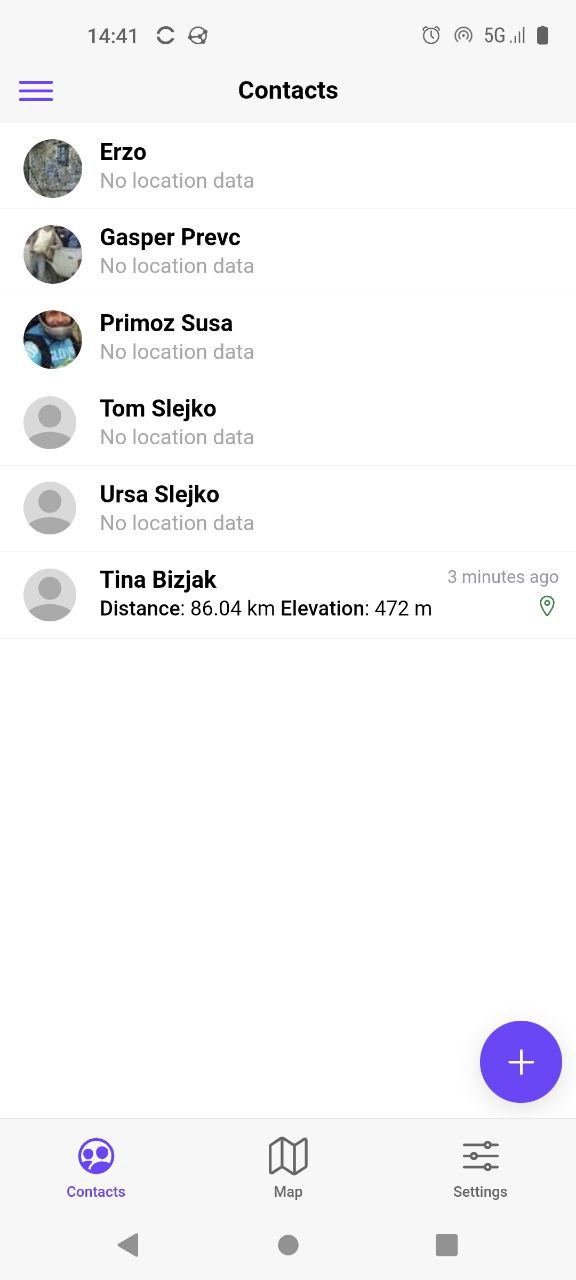 14:41 5G
Contacts
Erzo
No location data
Gasper Prevc
No location data
Primoz Susa
No location data
Tom Slejko
No location data
Ursa Slejko
No location data
Tina Bizjak 3 minutes ago
Distance: 86.04 km Elevation: 472 m
Contacts Map Settings